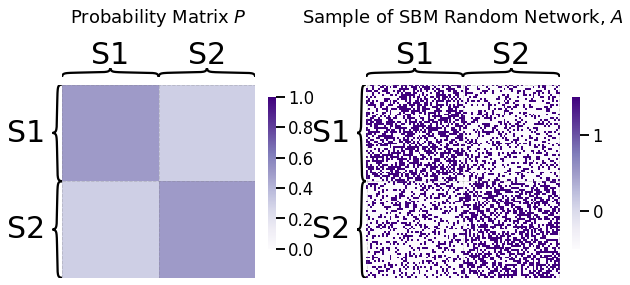 Probability Matrix P
S1 S2
S1
S2
1.0
0.8
0.6
0.4
0.2
0.0
Sample of SBM Random Network, A
S1 S2
S1
S2
1
0